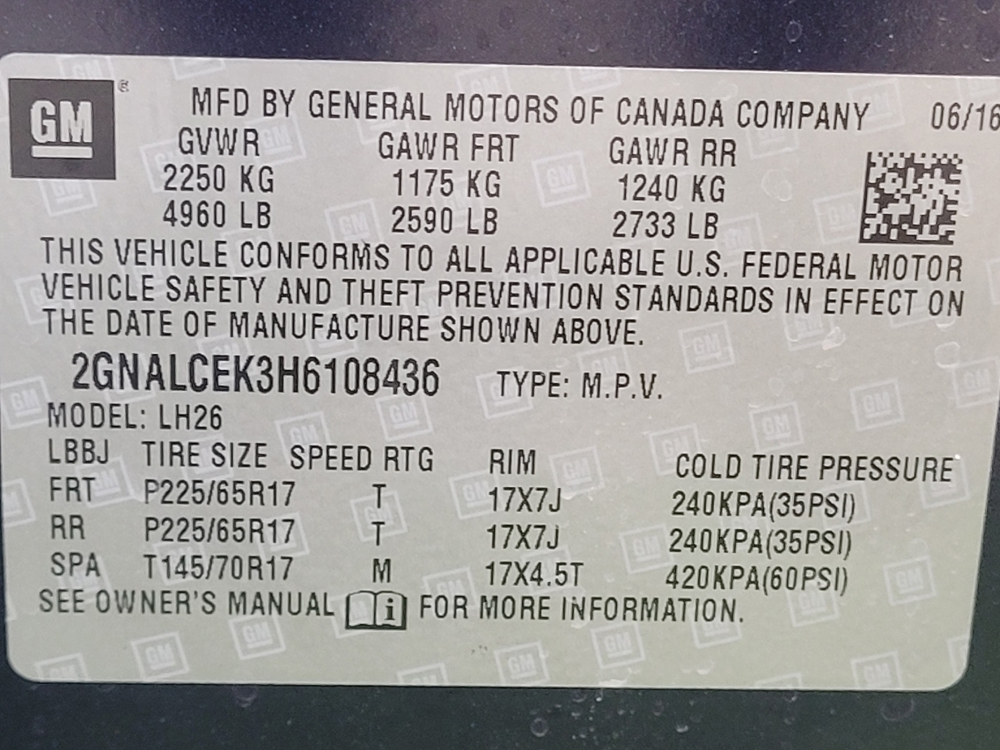 GM ®
MFD BY GENERAL MOTORS OF CANADA COMPANY 06/16
GVWR GAWR FRT GAWR RR
2250 KG 1175 KG 1240 KG
4960 LB 2590 LB 2733 LB
THIS VEHICLE CONFORMS TO ALL APPLICABLE U.S. FEDERAL MOTOR
VEHICLE SAFETY AND THEFT PREVENTION STANDARDS IN EFFECT ON
THE DATE OF MANUFACTURE SHOWN ABOVE.
2GNALCEK3H6108436 TYPE: M.P.V.
MODEL: LH26
LBBJ TIRE SIZE SPEED RTG RIM COLD TIRE PRESSURE
FRT P225/65R17 T 17X7J 240KPA(35PSI)
RR P225/65R17 T 17X7J 240KPA(35PSI)
SPA T145/70R17 M 17X4.5T 420KPA(60PSI)
SEE OWNER'S MANUAL i FOR MORE INFORMATION.